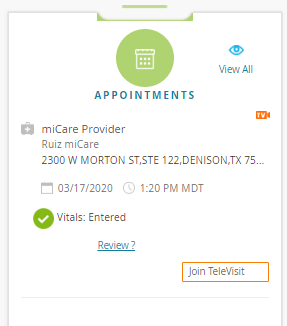 View All
APPOINTMENTS
TV
miCare Provider
Ruiz miCare
2300 W MORTON ST,STE 122,DENISON,TX 75...
03/17/2020 1:20 PM MDT
Vitals: Entered
Review ?
Join TeleVisit